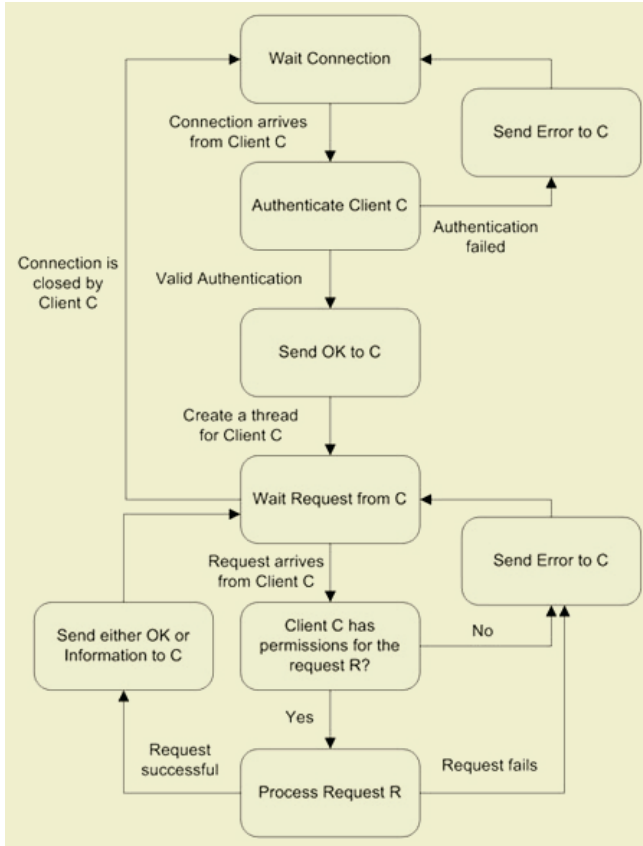 Wait Connection
Connection arrives
from Client C
Send Error to C
Authenticate Client C
Authentication
failed
Connection is
closed by
Client C
Valid Authentication
Send OK to C
Create a thread
for Client C
Wait Request from C
Request arrives
from Client C
Send Error to C
Send either OK or
Information to C
Client C has
permissions for the
request R?
No
Yes
Request
successful
Process Request R
Request fails